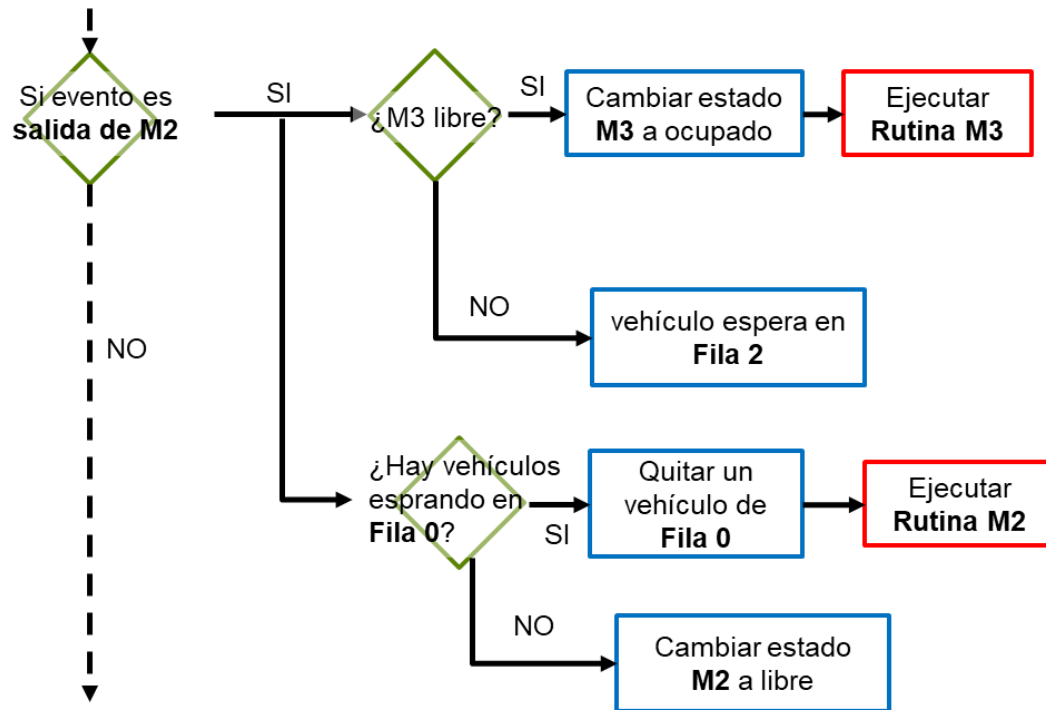 Si evento es
salida de M2
SI
¿M3 libre?
SI
Cambiar estado
M3 a ocupado
Ejecutar
Rutina M3
NO
NO
vehículo espera en
Fila 2
¿Hay vehículos
esprando en
Fila 0?
SI
Quitar un
vehículo de
Fila 0
Ejecutar
Rutina M2
NO
Cambiar estado
M2 a libre